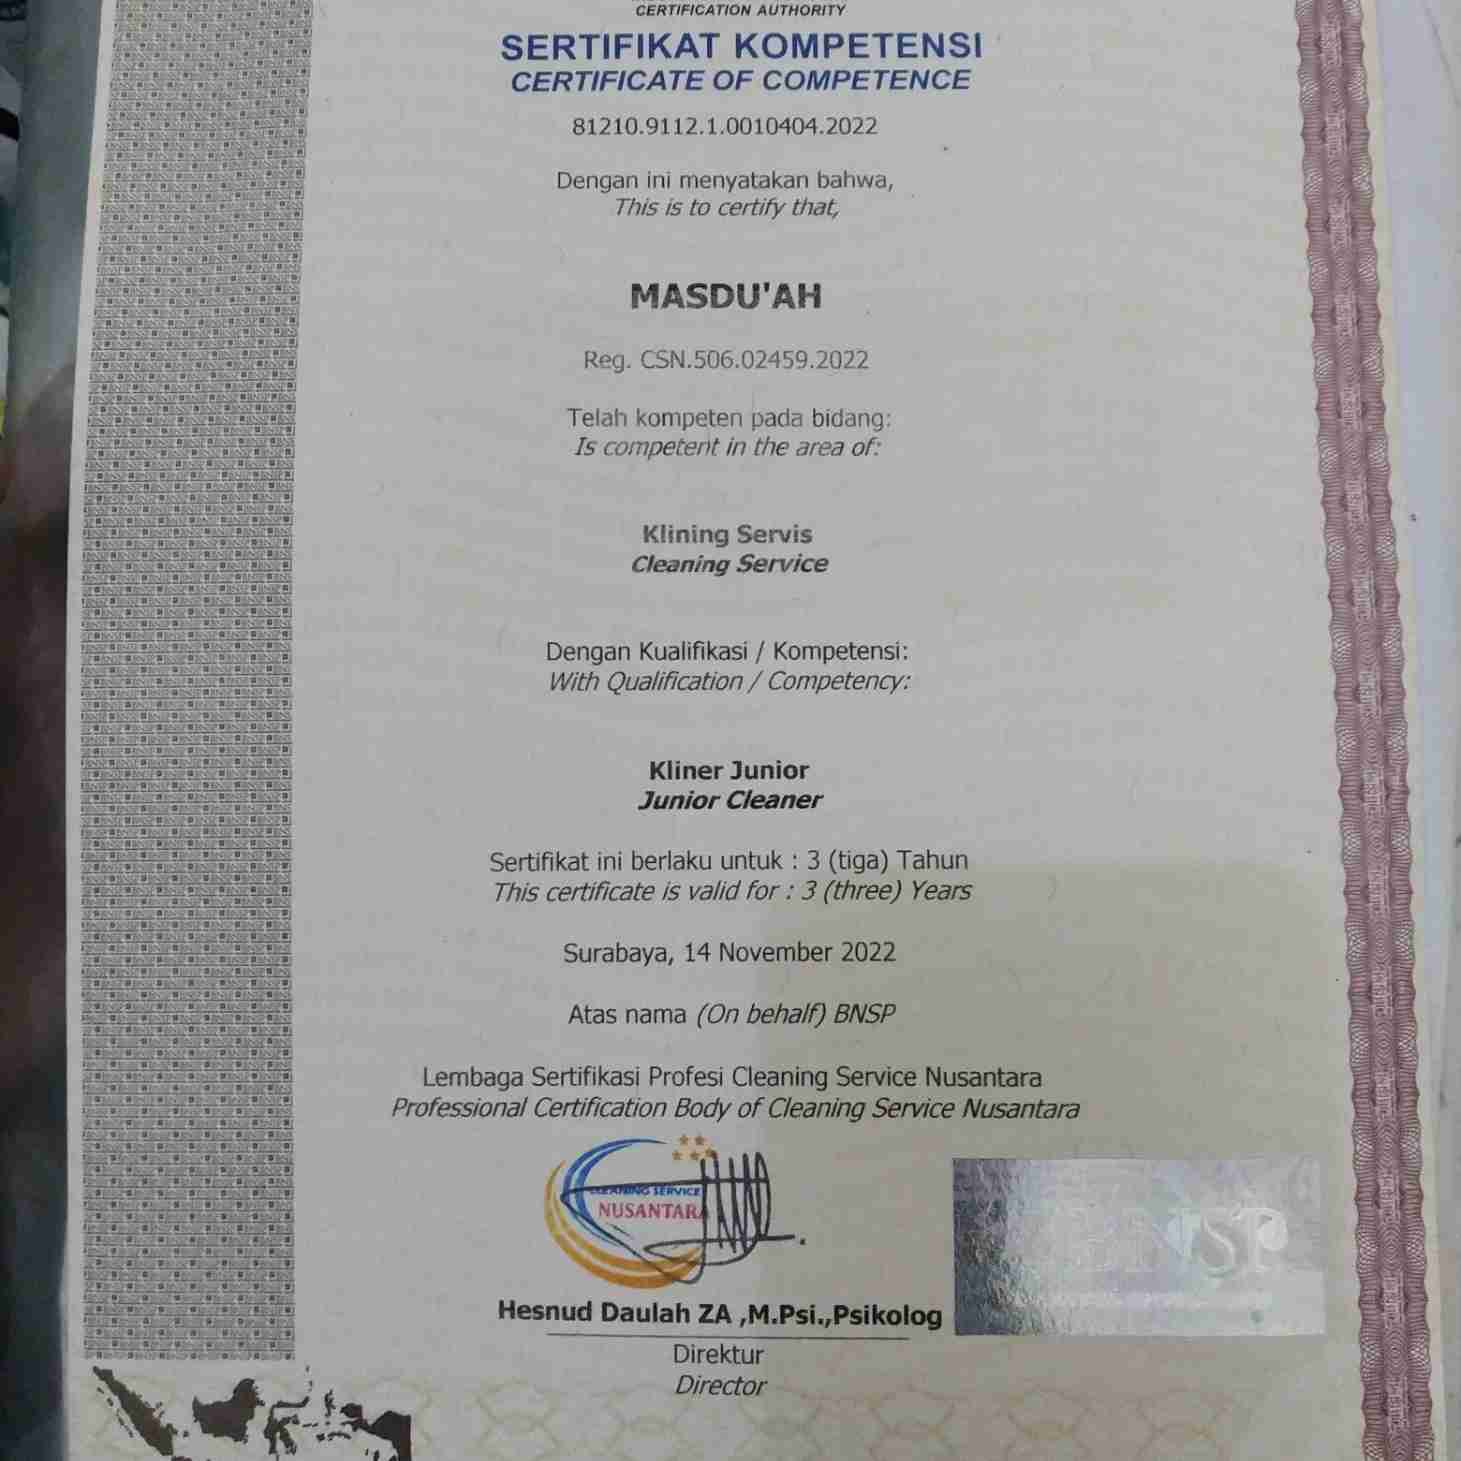 CERTIFICATION AUTHORITY
SERTIFIKAT KOMPETENSI
CERTIFICATE OF COMPETENCE
81210.9112.1.0010404.2022
Dengan ini menyatakan bahwa,
This is to certify that,
MASDU'AH
Reg. CSN.506.02459.2022
Telah kompeten pada bidang:
Is competent in the area of:
Klining Servis
Cleaning Service
Dengan Kualifikasi / Kompetensi:
With Qualification / Competency:
Kliner Junior
Junior Cleaner
Sertifikat ini berlaku untuk : 3 (tiga) Tahun
This certificate is valid for : 3 (three) Years
Surabaya, 14 November 2022
Atas nama (On behalf) BNSP
Lembaga Sertifikasi Profesi Cleaning Service Nusantara
Professional Certification Body of Cleaning Service Nusantara
CLEANING SERVICE
NUSANTARA
BNSP
Hesnud Daulah ZA ,M.Psi.,Psikolog
Direktur
Director